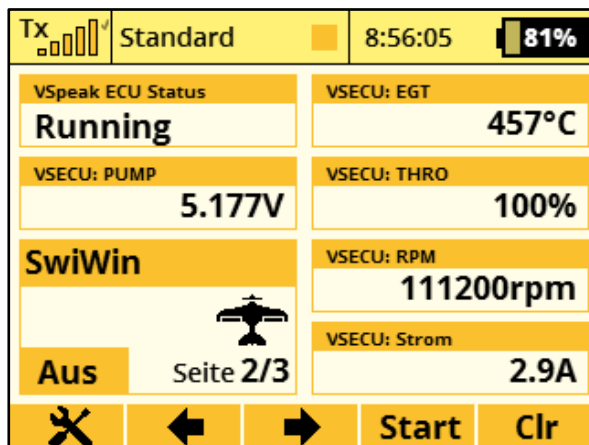 Tx Standard 8:56:05 81%
VSpeak ECU Status
Running
VSECU: EGT
457°C
VSECU: PUMP
5.177V
VSECU: THRO
100%
SwiWin
Aus Seite 2/3
VSECU: RPM
111200rpm
VSECU: Strom
2.9A
Start Clr